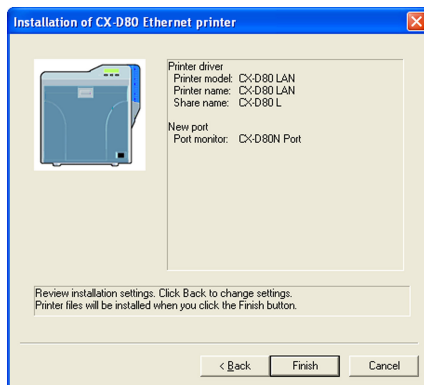 Installation of CX-D80 Ethernet printer
Printer driver
Printer model: CX-D80 LAN
Printer name: CX-D80 LAN
Share name: CX-D80 L
New port
Port monitor: CX-D80N Port
Review installation settings. Click Back to change settings.
Printer files will be installed when you click the Finish button.
< Back Finish Cancel